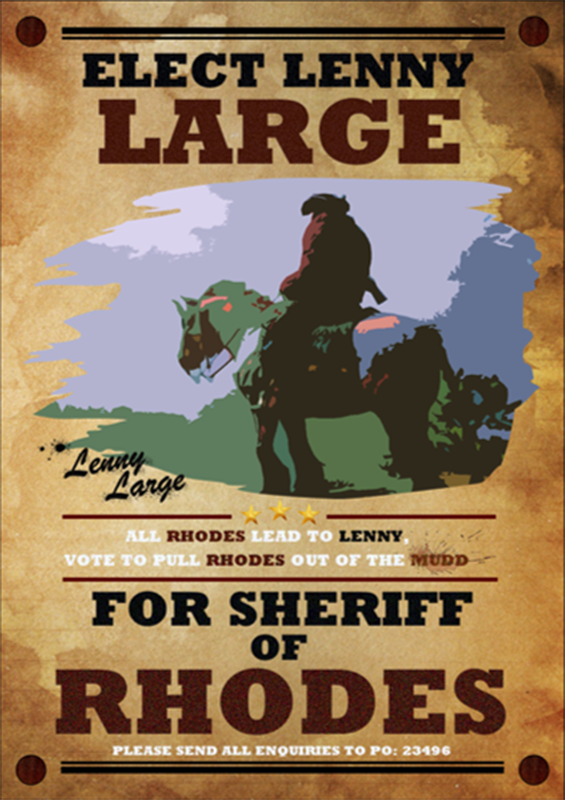 ELECT LENNY
LARGE
Lenny
Large
ALL RHODES LEAD TO LENNY,
VOTE TO PULL RHODES OUT OF THE MUDD
FOR SHERIFF
OF
RHODES
PLEASE SEND ALL ENQUIRIES TO PO: 23496